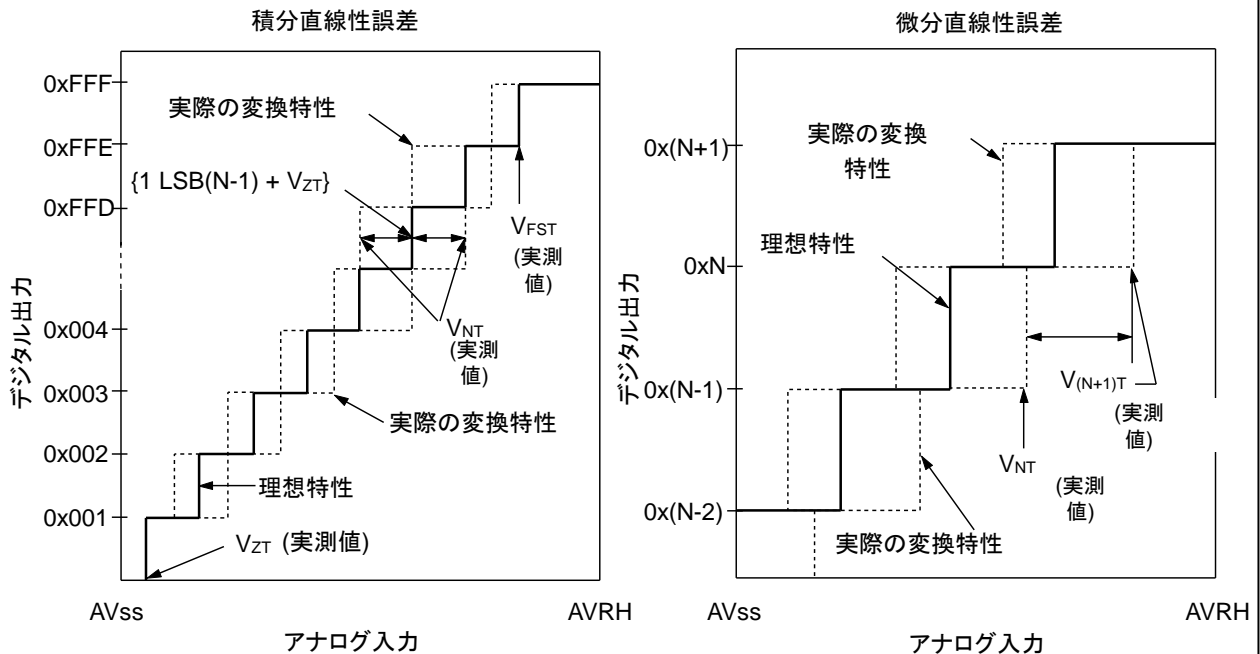 積分直線性誤差
0xFFF
0xFFE
0xFFD
0x004
0x003
0x002
0x001
デジタル出力
実際の変換特性
{1 LSB(N-1) + VZT}
VFST
(実測
値)
VNT
(実測
値)
実際の変換特性
理想特性
VZT (実測値)
AVss
AVRH
アナログ入力
微分直線性誤差
0x(N+1)
0xN
0x(N-1)
0x(N-2)
デジタル出力
実際の変換
特性
理想特性
V(N+1)T
(実測
値)
VNT
(実測
値)
実際の変換特性
AVss
AVRH
アナログ入力